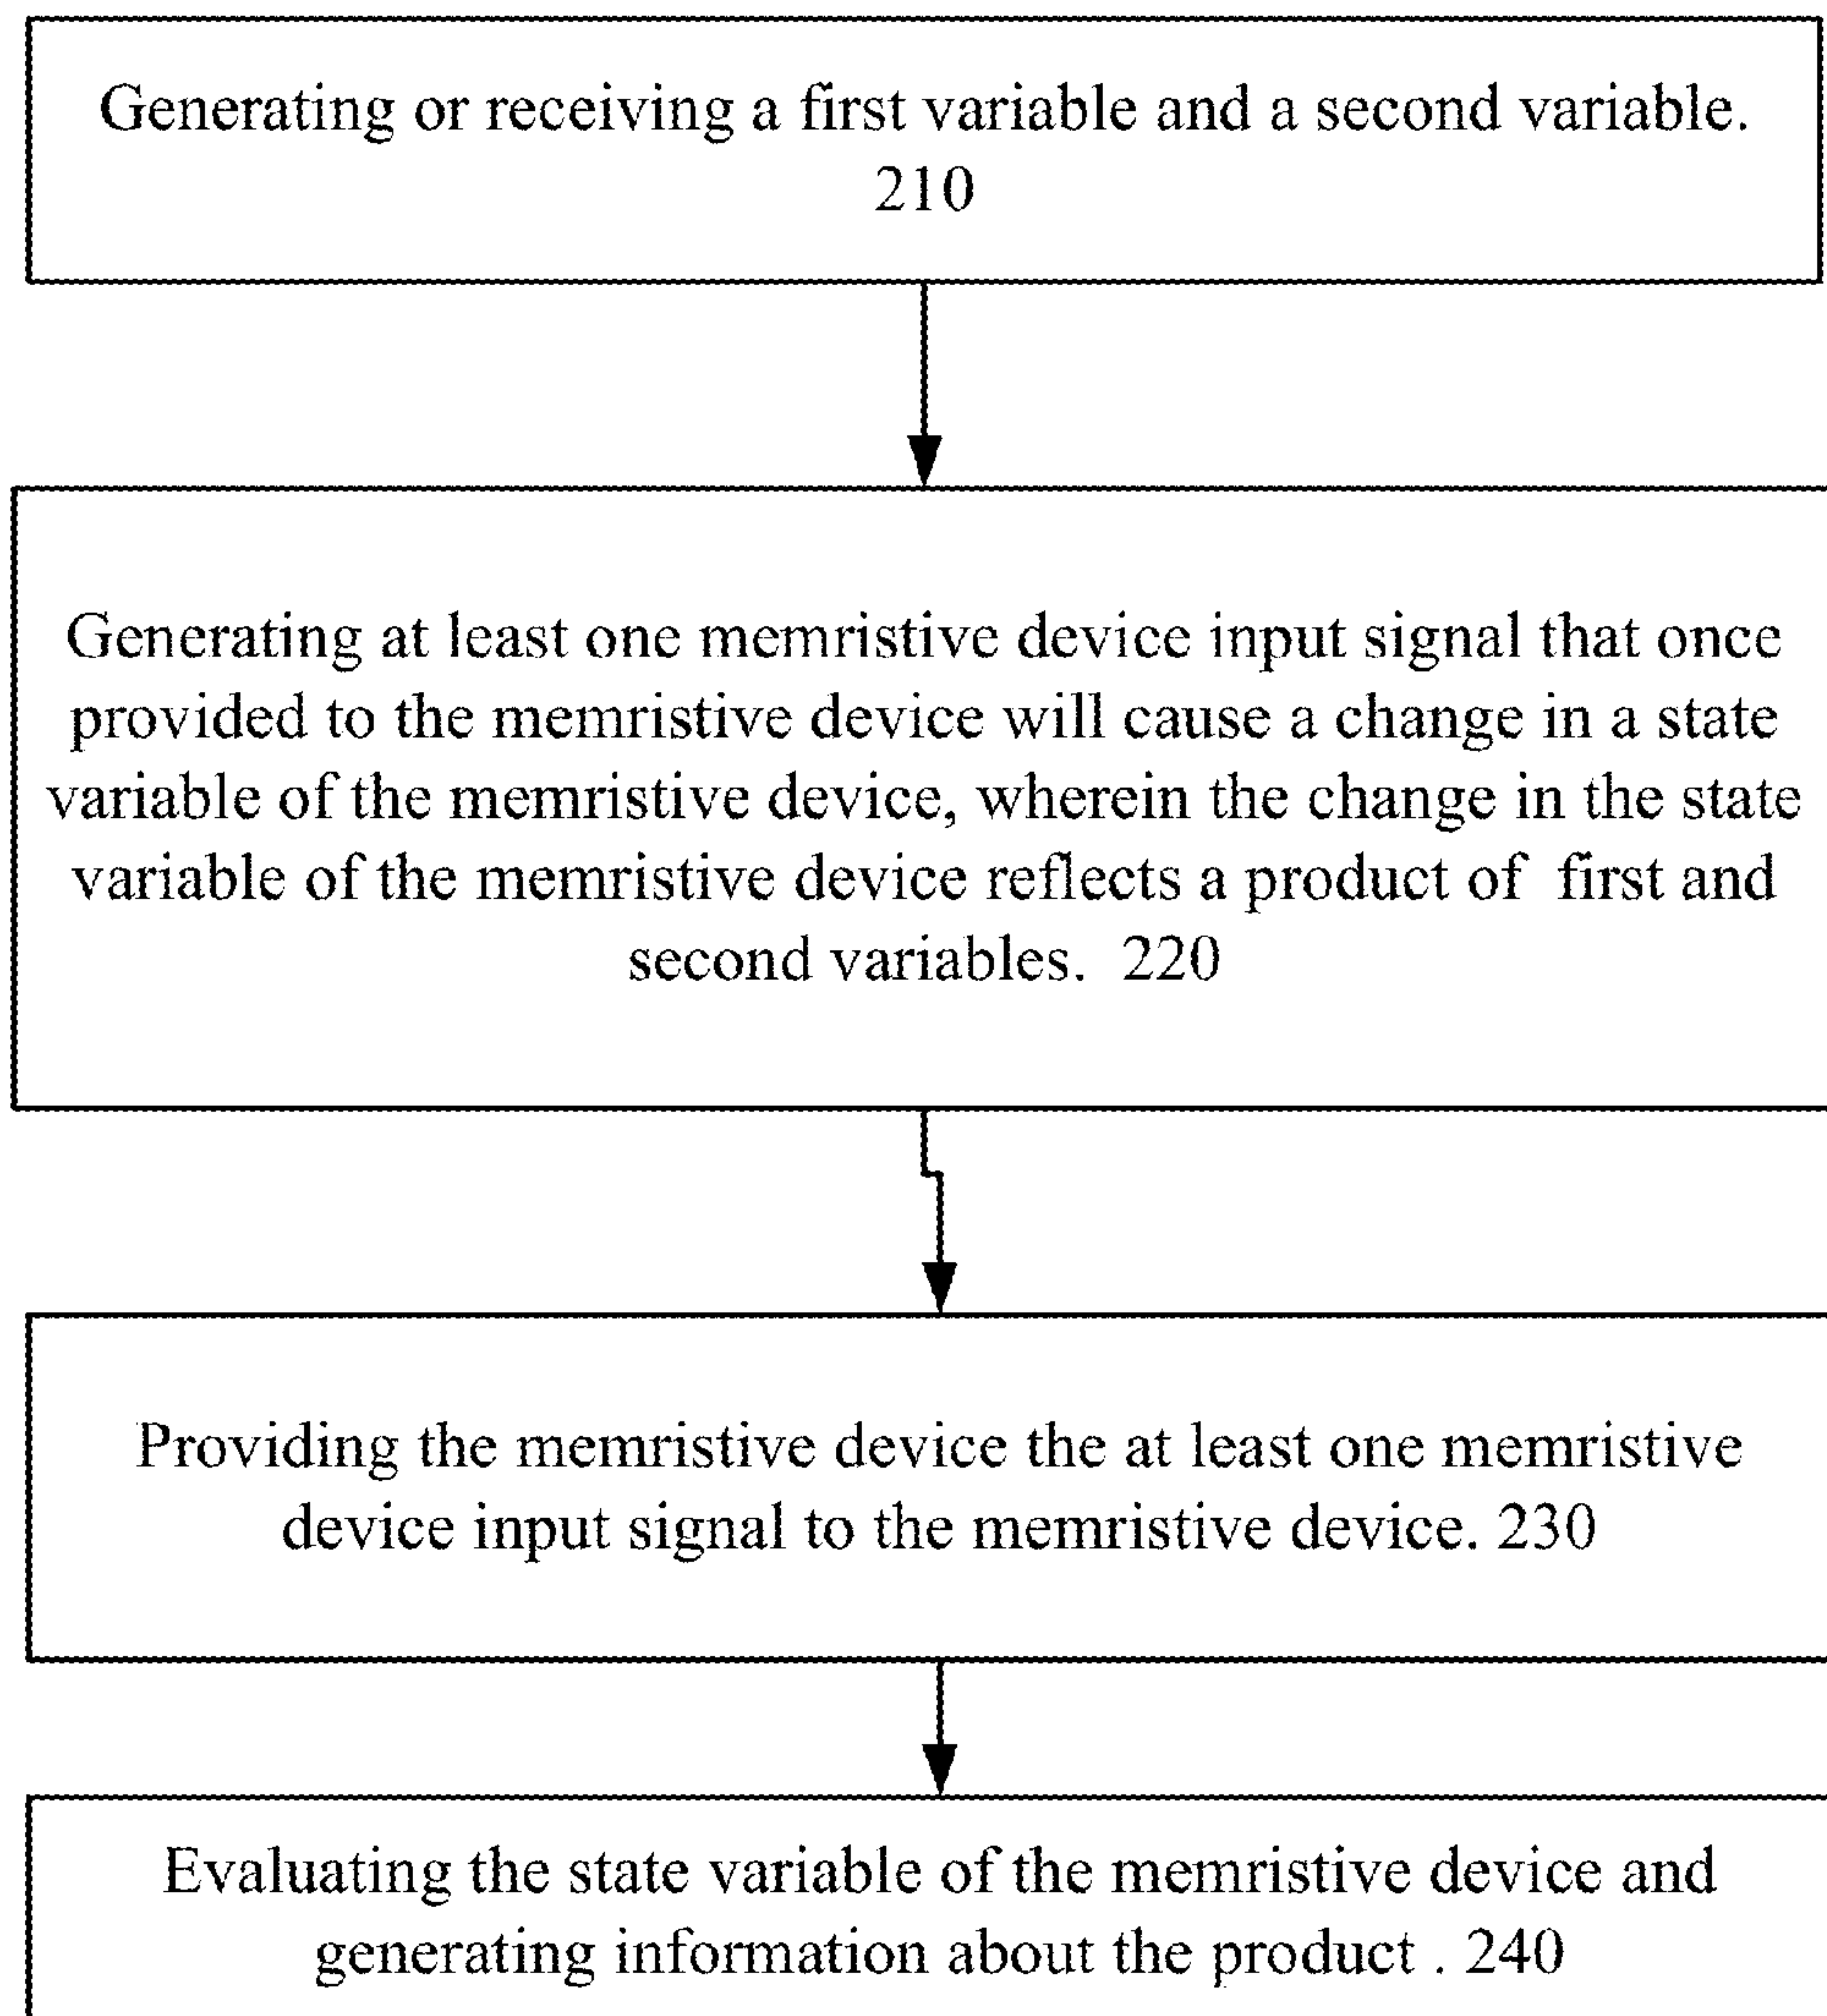 Generating or receiving a first variable and a second variable.
210
Generating at least one memristive device input signal that once
provided to the memristive device will cause a change in a state
variable of the memristive device, wherein the change in the state
variable of the memristive device reflects a product of  first and
second variables.  220
Providing the memristive device the at least one memristive
device input signal to the memristive device. 230
Evaluating the state variable of the memristive device and
generating information about the product . 240